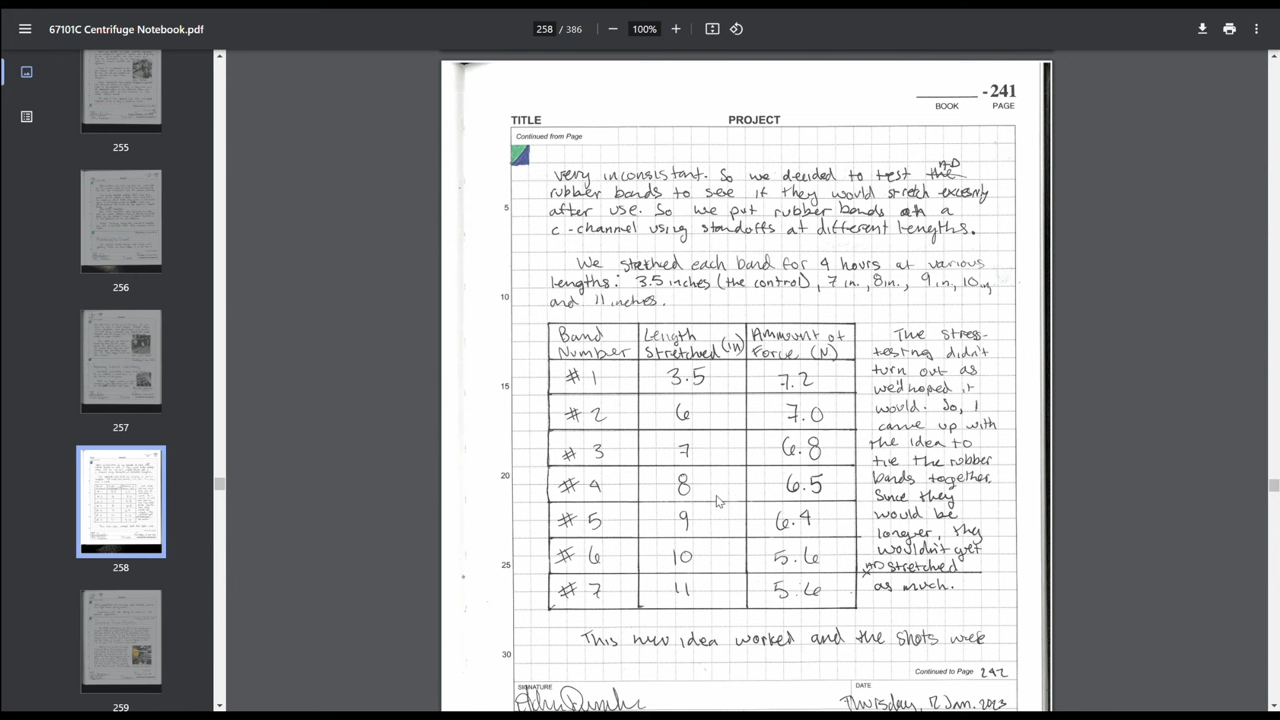 67101C Centrifuge Notebook.pdf
258 / 386
100%
255
256
257
258
259
-241
BOOK PAGE
TITLE PROJECT
Continued from Page
very inconsistant. So we decided to test the AD
rubber bands to see if they would stretch excessivly
5
after use. So we put rubber bands on a
c-channel using standoffs at different lengths.
We stretched each band for 4 hours at various
lengths: 3.5 inches (the control), 7 in., 8 in., 9 in, 10 in,
10
and 11 inches.
Band Number Length Stretched (in) Amount of Force (N)
#1 3.5 7.2
15
#2 6 7.0
#3 7 6.8
20
#4 8 6.5
#5 9 6.4
#6 10 5.6
25
#7 11 5.6
The stress-
testing didn't
turn out as
we'd hoped it
would. So, I
came up with
the idea to
tie the rubber
bands together.
Since they
would be
longer, they
wouldn't get
AD stretched
as much.
This new idea worked and the shots were
30
Continued to Page 242
SIGNATURE DATE
Thursday, 12 Jan. 2023